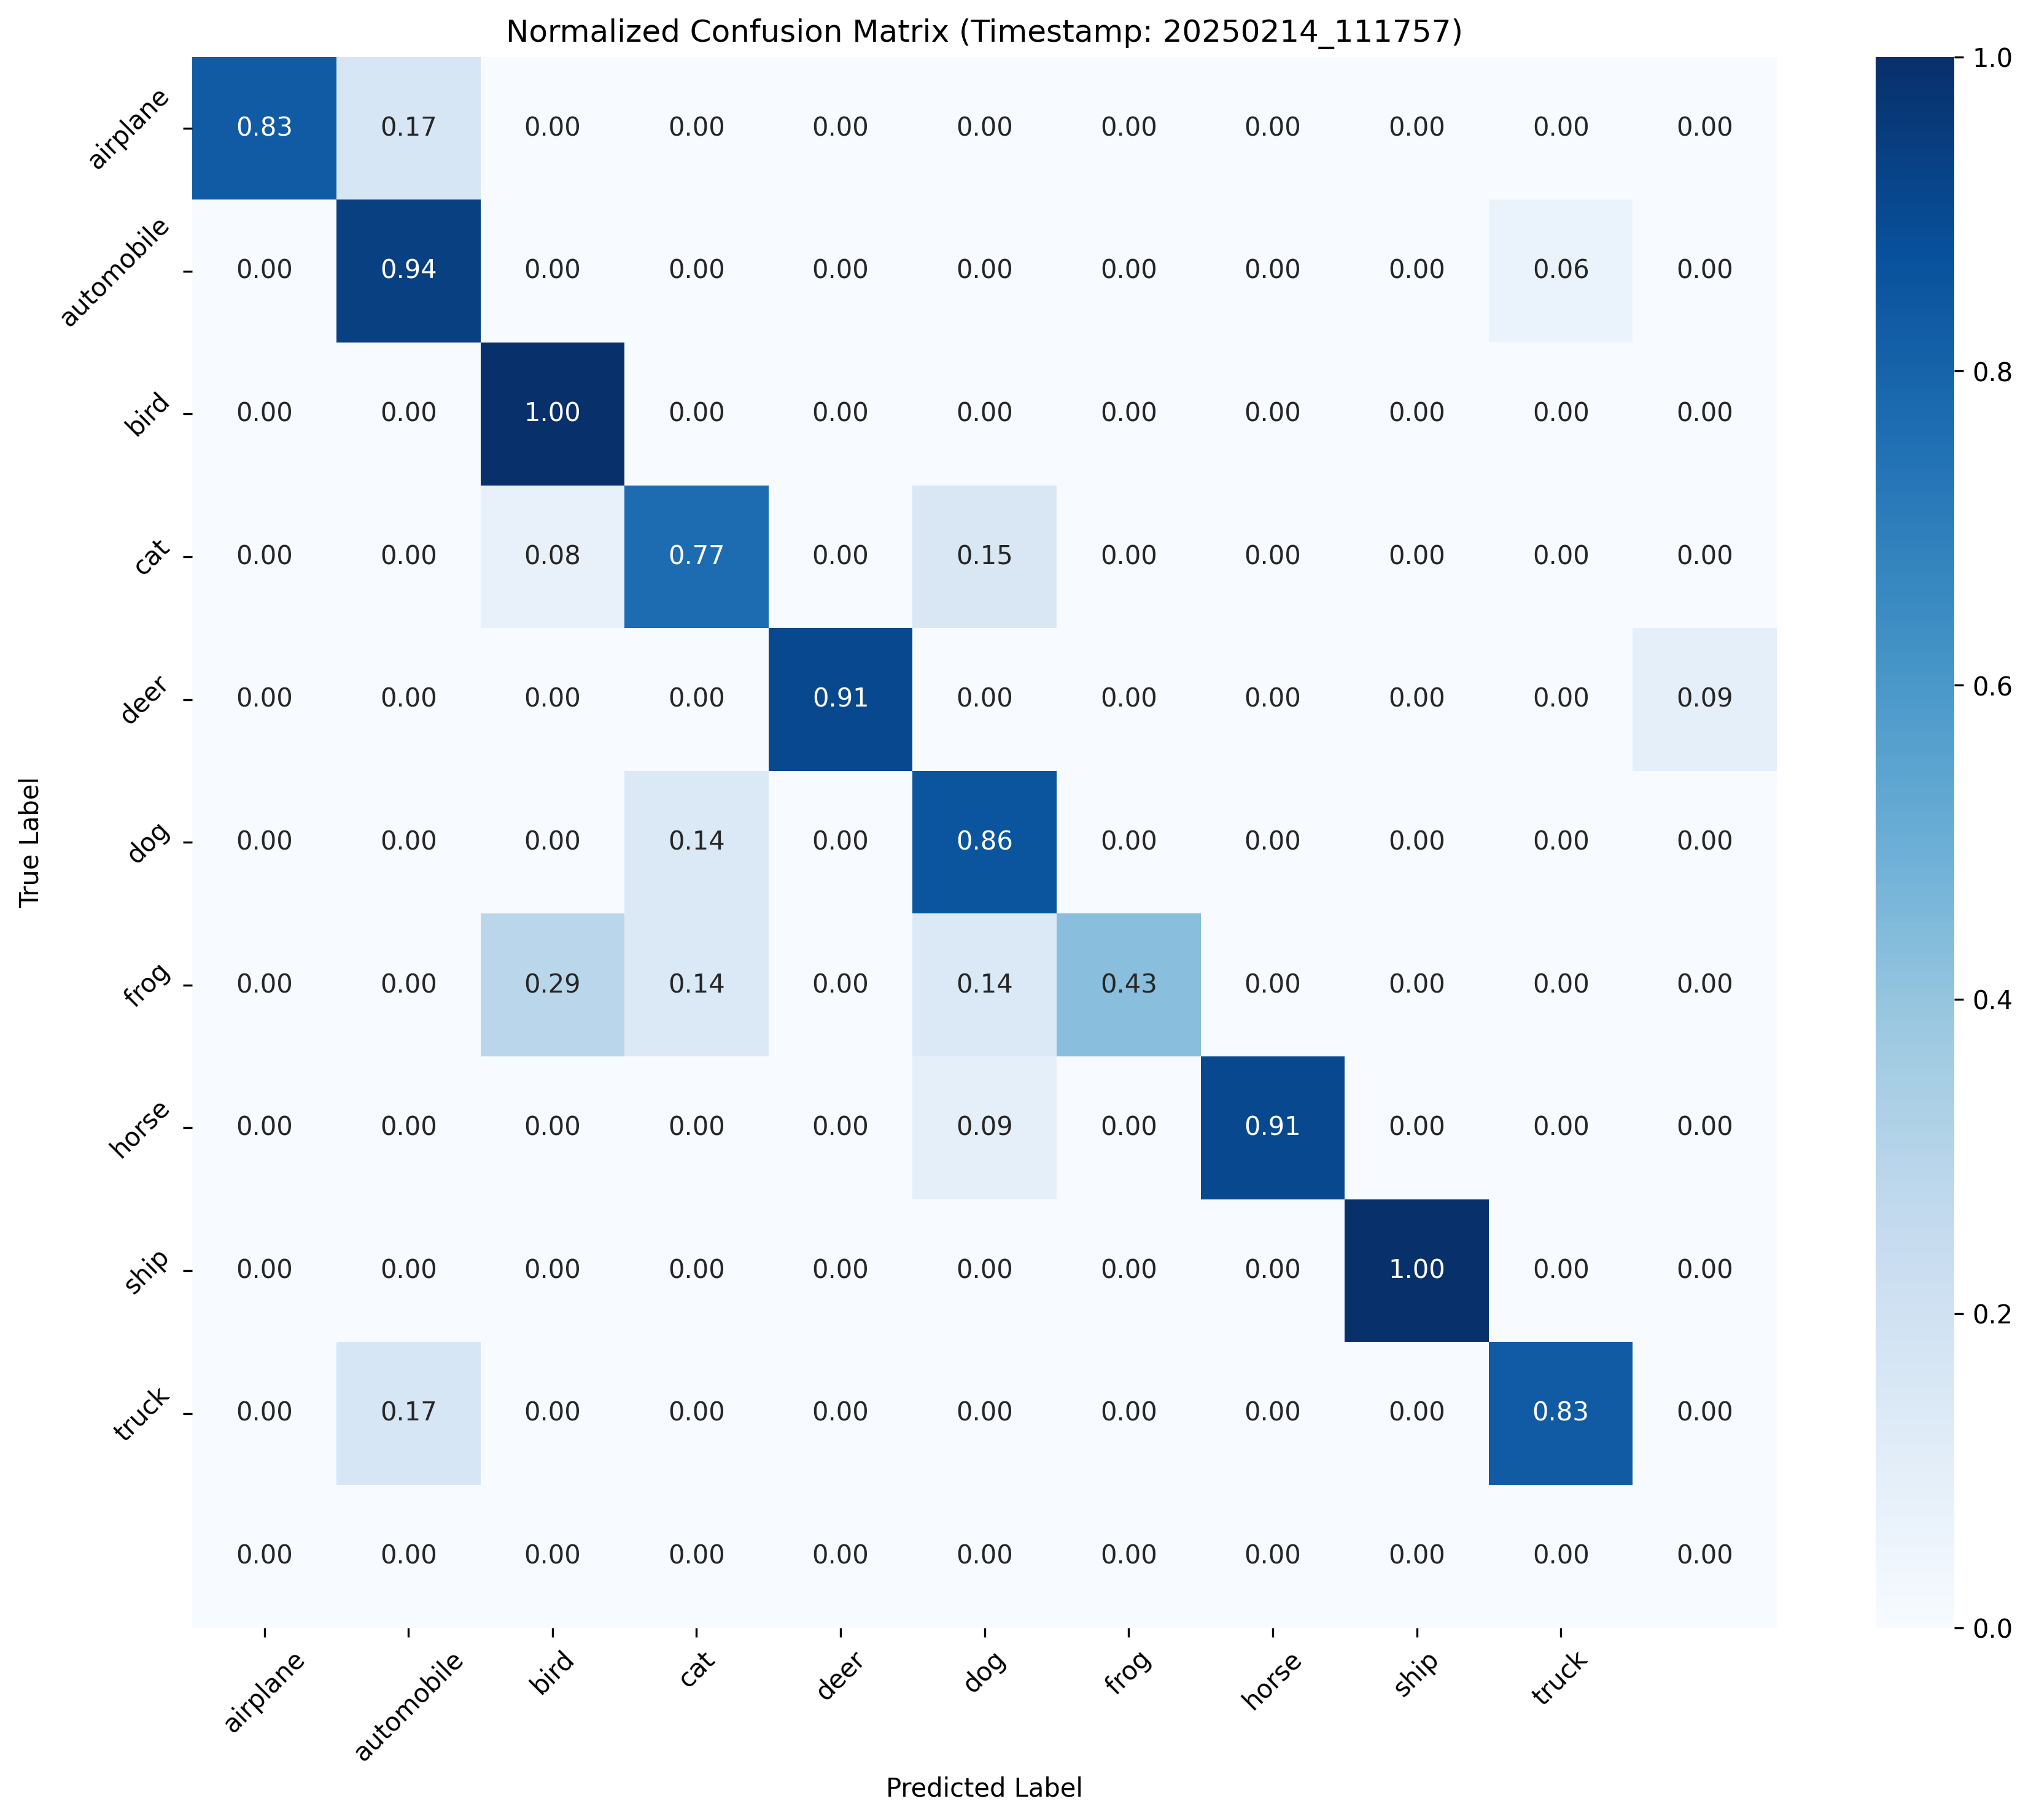 Normalized Confusion Matrix (Timestamp: 20250214_111757)
airplane 0.83 0.17 0.00 0.00 0.00 0.00 0.00 0.00 0.00 0.00 0.00
automobile 0.00 0.94 0.00 0.00 0.00 0.00 0.00 0.00 0.00 0.06 0.00
bird 0.00 0.00 1.00 0.00 0.00 0.00 0.00 0.00 0.00 0.00 0.00
cat 0.00 0.00 0.08 0.77 0.00 0.15 0.00 0.00 0.00 0.00 0.00
deer 0.00 0.00 0.00 0.00 0.91 0.00 0.00 0.00 0.00 0.00 0.09
dog 0.00 0.00 0.00 0.14 0.00 0.86 0.00 0.00 0.00 0.00 0.00
frog 0.00 0.00 0.29 0.14 0.00 0.14 0.43 0.00 0.00 0.00 0.00
horse 0.00 0.00 0.00 0.00 0.00 0.09 0.00 0.91 0.00 0.00 0.00
ship 0.00 0.00 0.00 0.00 0.00 0.00 0.00 0.00 1.00 0.00 0.00
truck 0.00 0.17 0.00 0.00 0.00 0.00 0.00 0.00 0.00 0.83 0.00
0.00 0.00 0.00 0.00 0.00 0.00 0.00 0.00 0.00 0.00 0.00
airplane automobile bird cat deer dog frog horse ship truck
Predicted Label
True Label
1.0
0.8
0.6
0.4
0.2
0.0